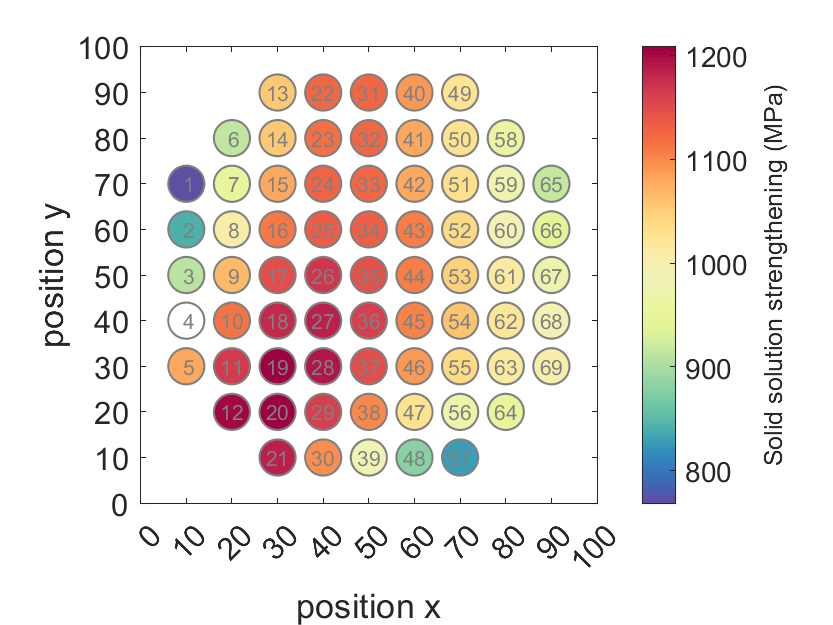 100
90
80
70
60
50
40
30
20
10
0
position y
13 22 31 40 49
6 14 23 32 41 50 58
1 7 15 24 33 42 51 59 65
2 8 16 25 34 43 52 60 66
3 9 17 26 35 44 53 61 67
4 10 18 27 36 45 54 62 68
5 11 19 28 37 46 55 63 69
12 20 29 38 47 56 64
21 30 39 48 57
0 10 20 30 40 50 60 70 80 90 100
position x
1200
1100
1000
900
800
Solid solution strengthening (MPa)